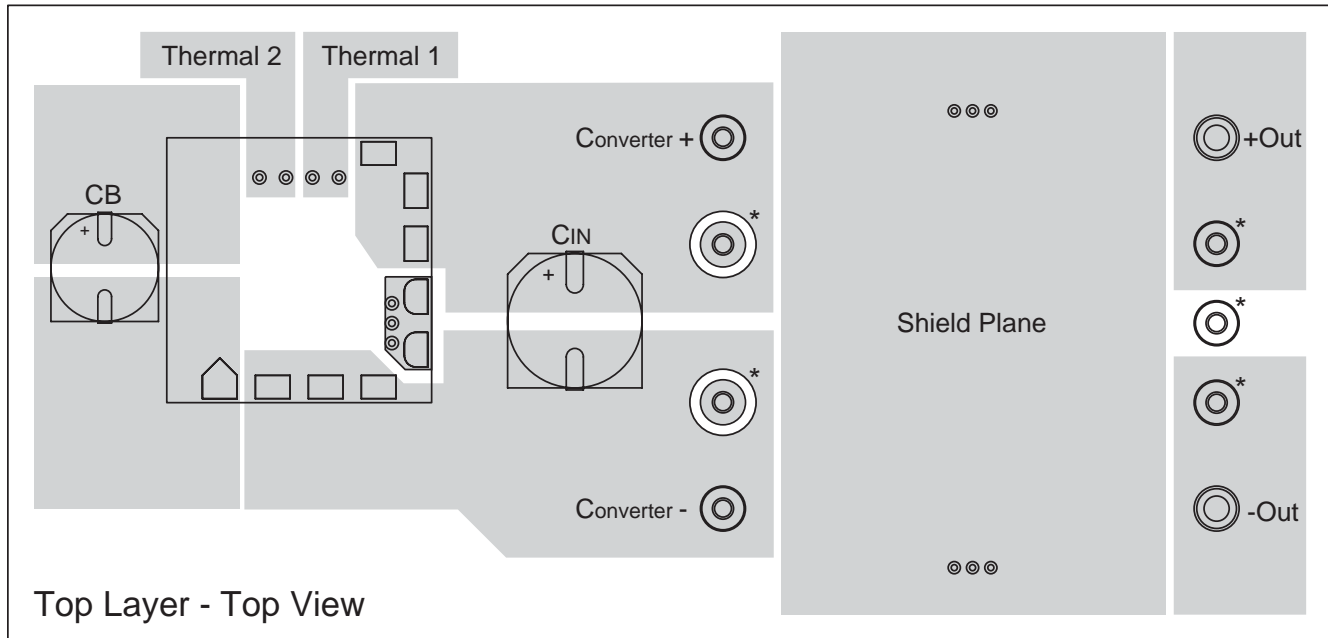 Thermal 2
Thermal 1
Converter +
+Out
*
*
CB
+
CIN
+
*
Shield Plane
*
*
Converter -
-Out
Top Layer - Top View